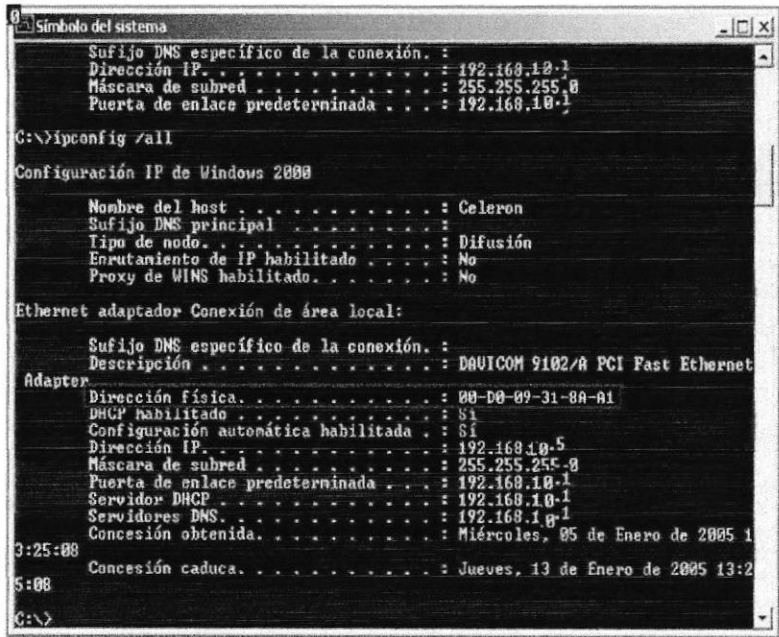 Símbolo del sistema
Sufijo DNS específico de la conexión. :
Dirección IP. . . . . . . . . . . . : 192.168.10.1
Máscara de subred . . . . . . . . . : 255.255.255.0
Puerta de enlace predeterminada . . . : 192.168.10.1
C:\>ipconfig /all
Configuración IP de Windows 2000
Nombre del host . . . . . . . . . . . : Celeron
Sufijo DNS principal . . . . . . . . :
Tipo de nodo. . . . . . . . . . . . . : Difusión
Enrutamiento de IP habilitado . . . . : No
Proxy de WINS habilitado. . . . . . . : No
Ethernet adaptador Conexión de área local:
Sufijo DNS específico de la conexión. :
Descripción . . . . . . . . . . . . . : DAVICOM 9102/A PCI Fast Ethernet
Adapter
Dirección física. . . . . . . . . . . : 00-D0-09-31-8A-A1
DHCP habilitado . . . . . . . . . . . : Sí
Configuración automática habilitada . : Sí
Dirección IP. . . . . . . . . . . . . : 192.168.10.5
Máscara de subred . . . . . . . . . . : 255.255.255.0
Puerta de enlace predeterminada . . . : 192.168.10.1
Servidor DHCP . . . . . . . . . . . . : 192.168.10.1
Servidores DNS. . . . . . . . . . . . : 192.168.10.1
Concesión obtenida. . . . . . . . . . : Miércoles, 05 de Enero de 2005 1
3:25:08
Concesión caduca. . . . . . . . . . . : Jueves, 13 de Enero de 2005 13:2
5:08
C:\>